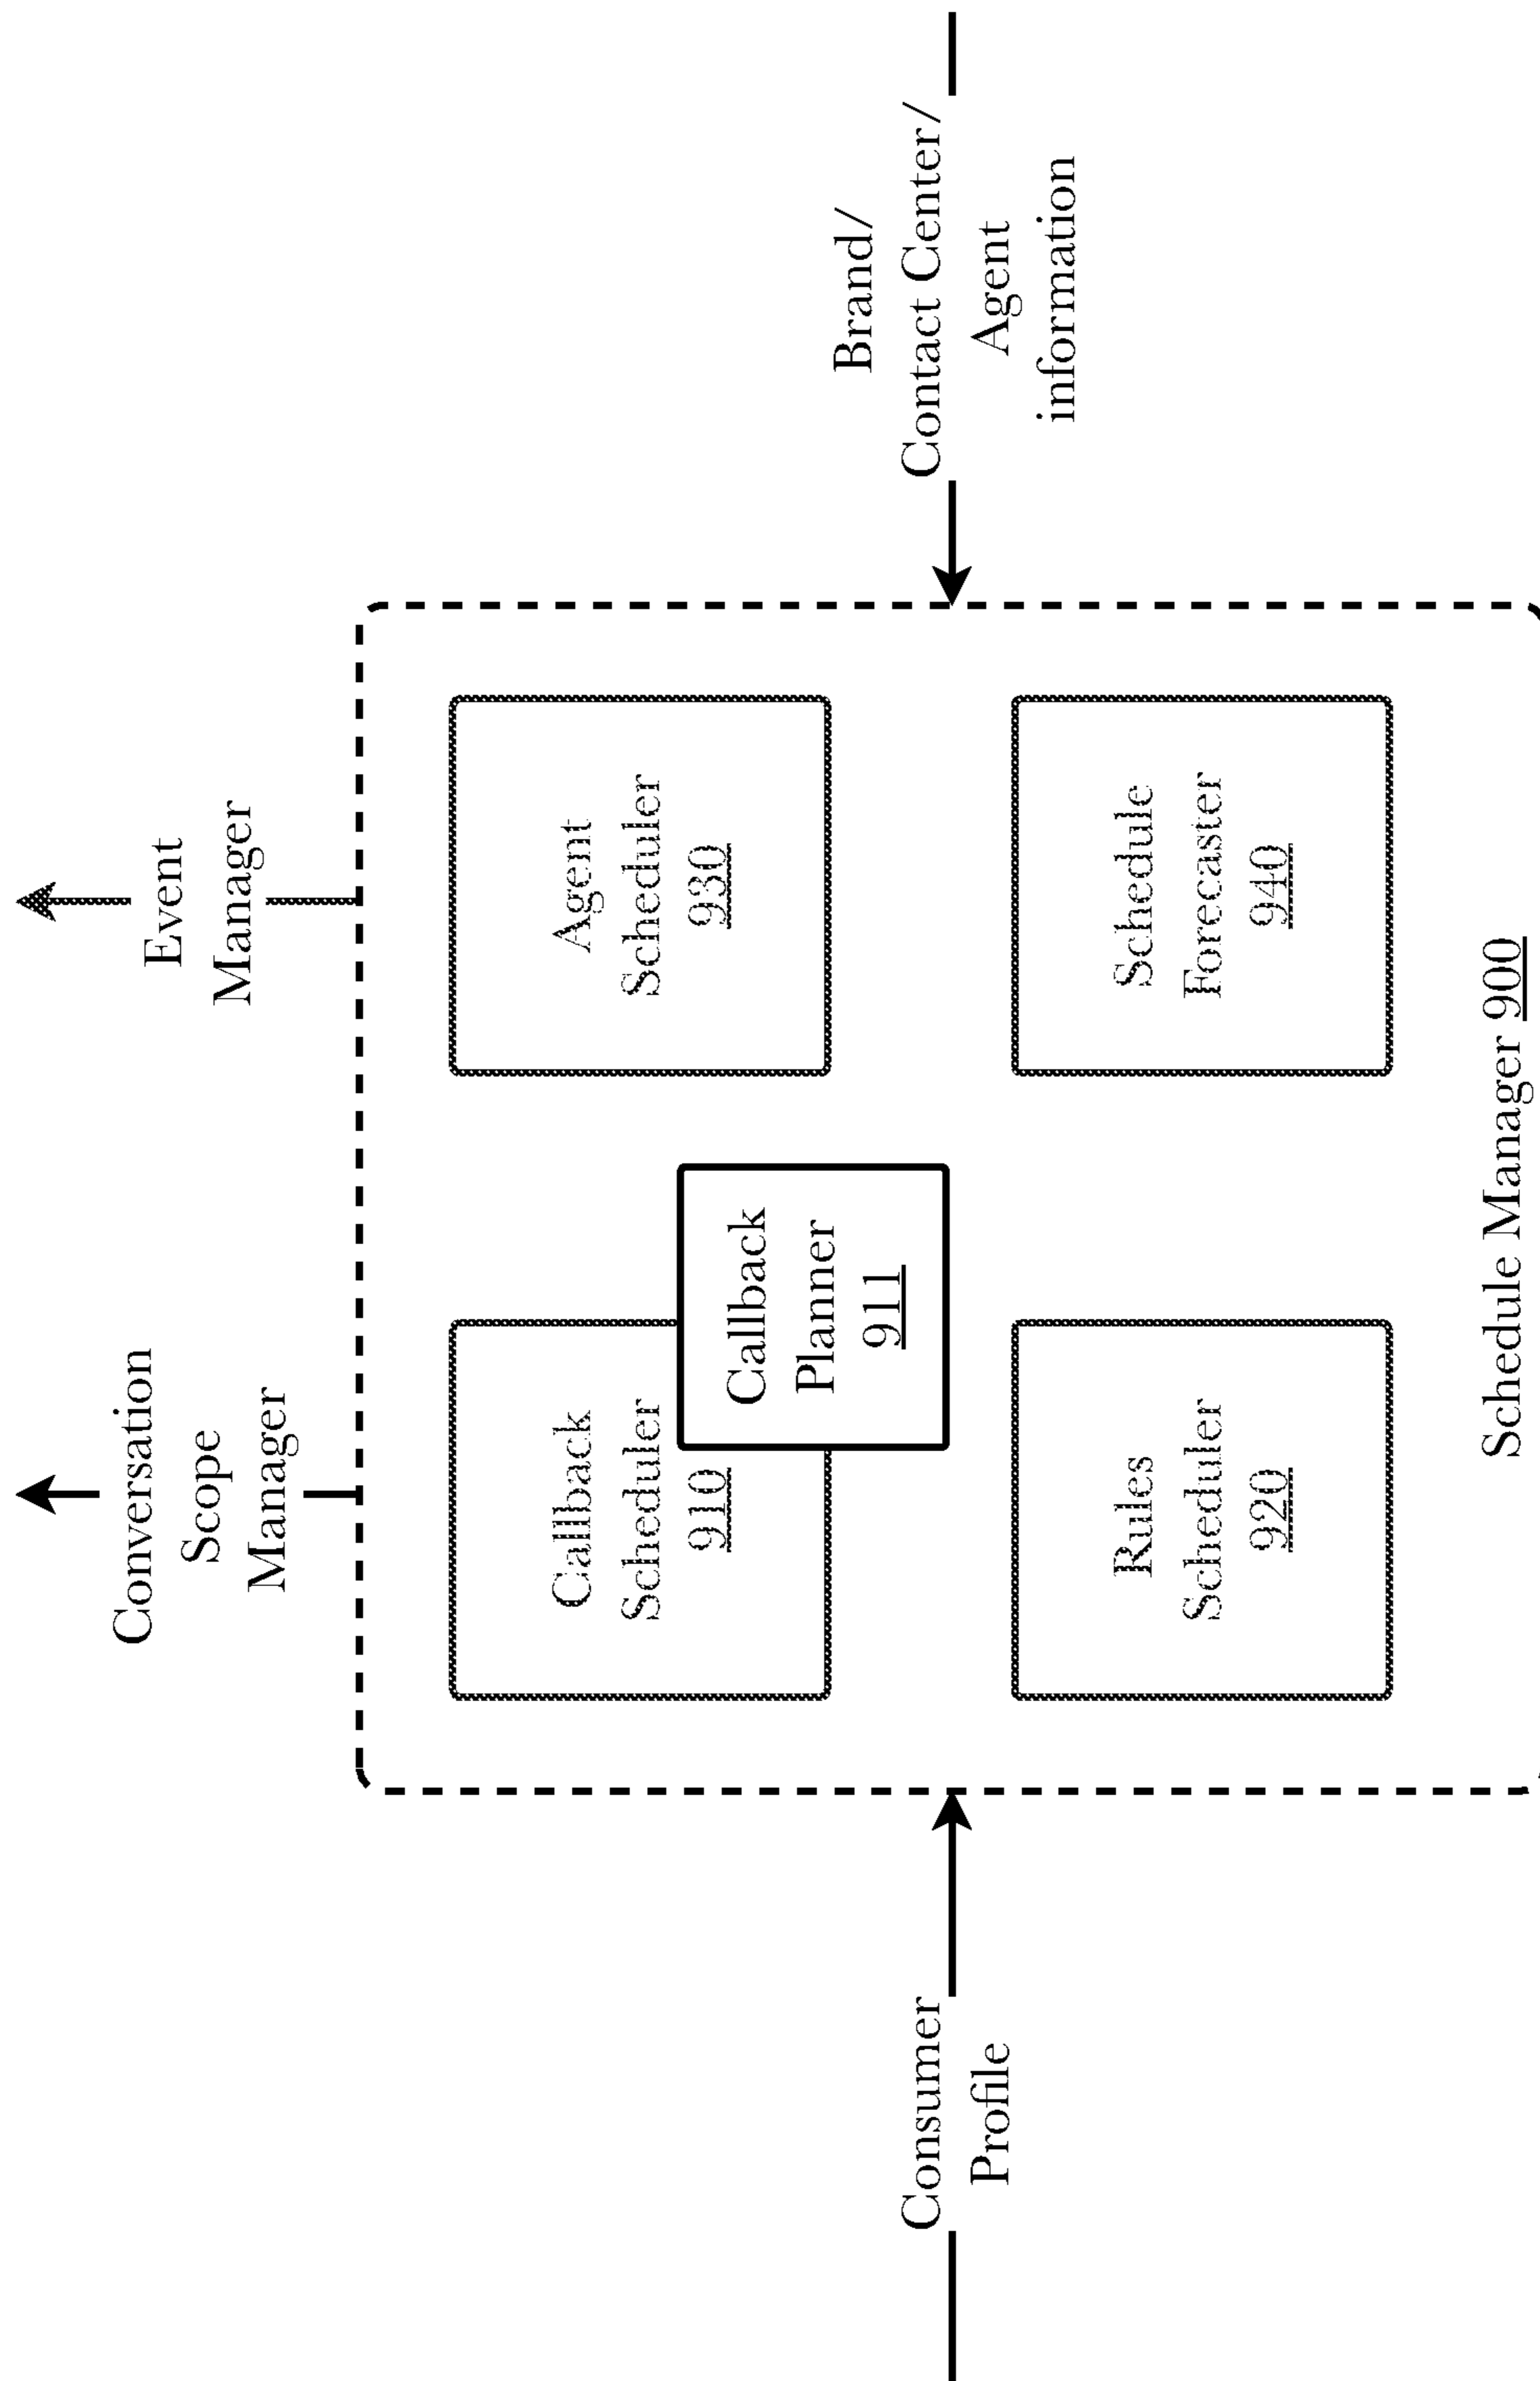 Conversation
Scope
Manager
Event
Manager
Callback
Scheduler
910
Callback
Planner
911
Agent
Scheduler
930
Consumer
Profile
Brand/
Contact Center/
Agent
information
Rules
Scheduler
920
Schedule
Forecaster
940
Schedule Manager 900